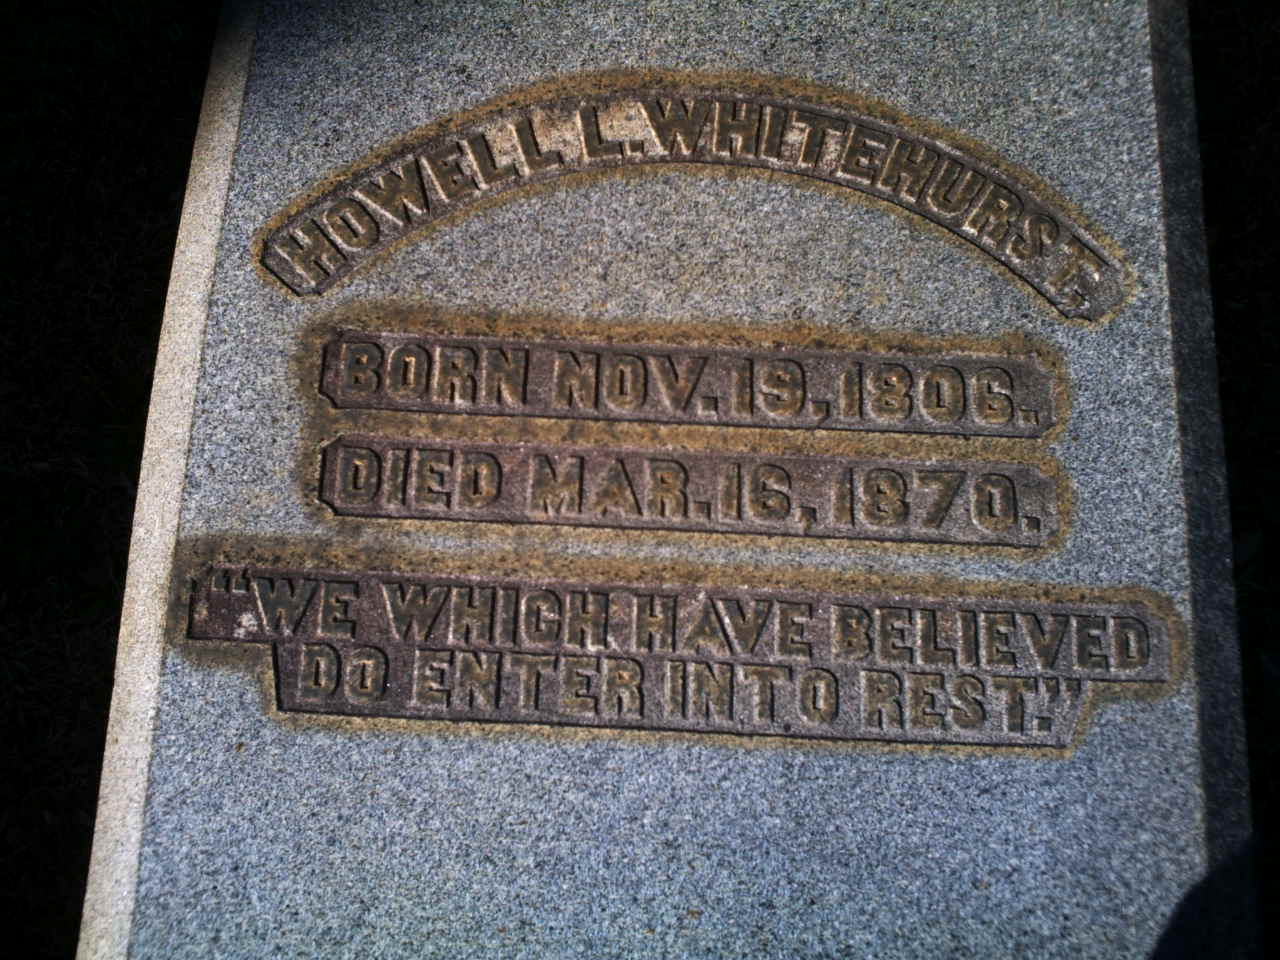 HOWELL L. WHITEHURST,
BORN NOV. 19, 1806.
DIED MAR. 16, 1870.
"WE WHICH HAVE BELIEVED
DO ENTER INTO REST."